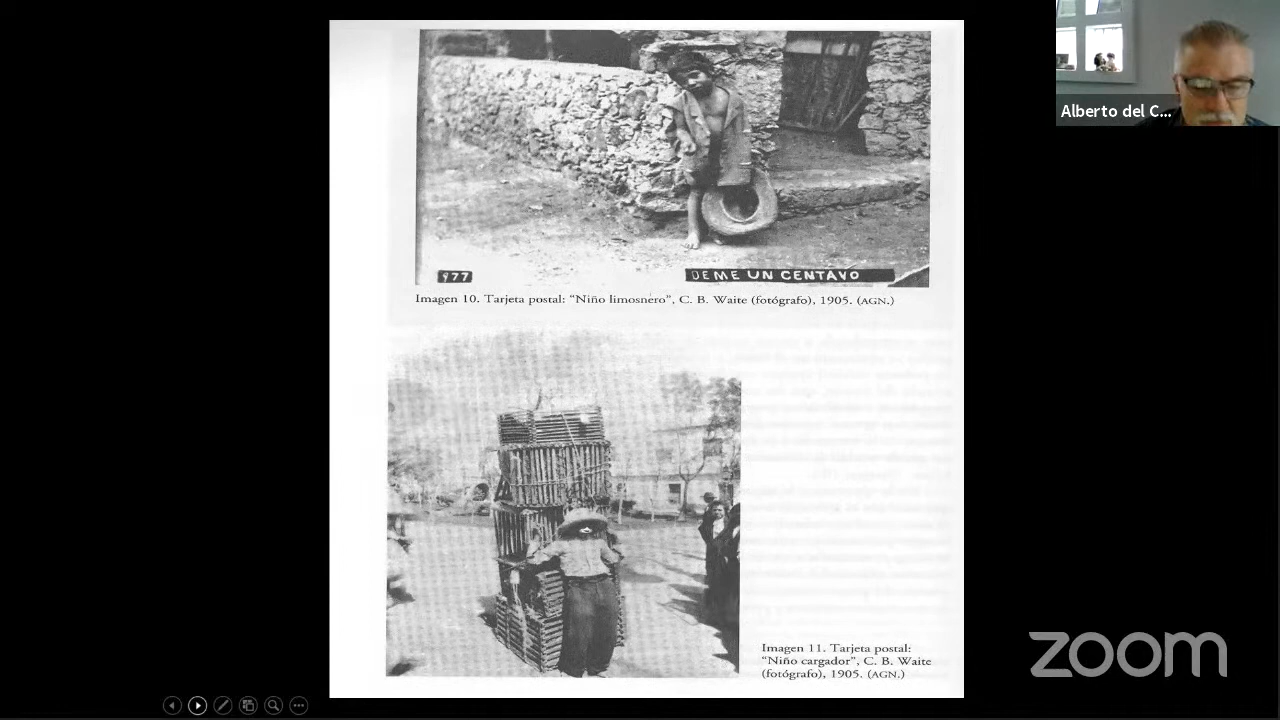 Alberto del C...
977
DEME UN CENTAVO
Imagen 10. Tarjeta postal: “Niño limosnero”, C. B. Waite (fotógrafo), 1905. (AGN.)
Imagen 11. Tarjeta postal:
“Niño cargador”, C. B. Waite
(fotógrafo), 1905. (AGN.)
zoom